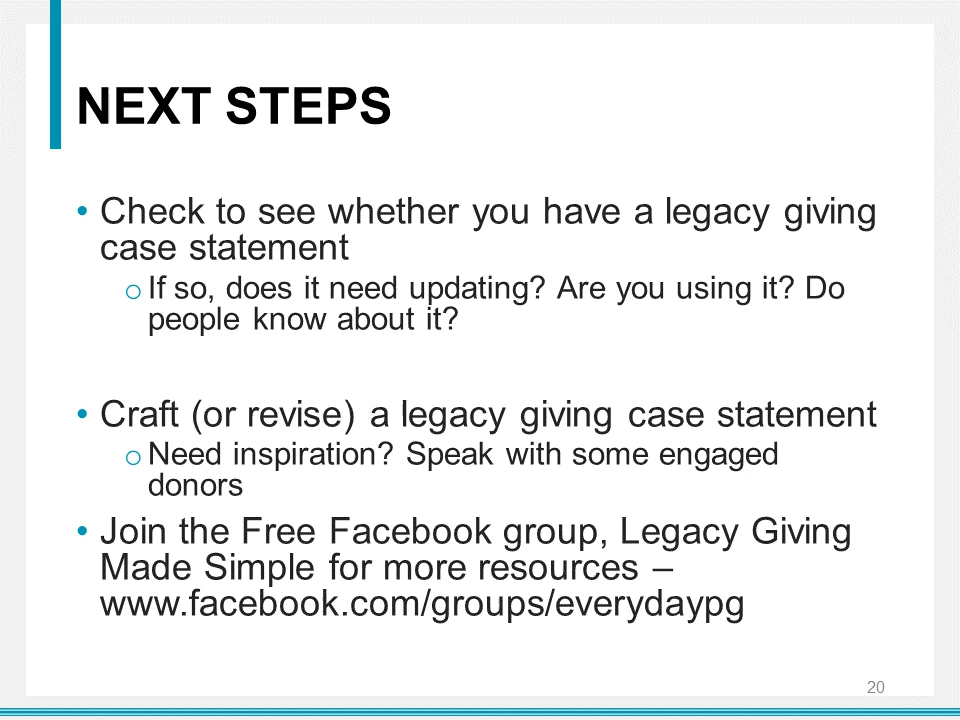 NEXT STEPS
• Check to see whether you have a legacy giving
case statement
o If so, does it need updating? Are you using it? Do
people know about it?
• Craft (or revise) a legacy giving case statement
o Need inspiration? Speak with some engaged
donors
• Join the Free Facebook group, Legacy Giving
Made Simple for more resources –
www.facebook.com/groups/everydaypg
20